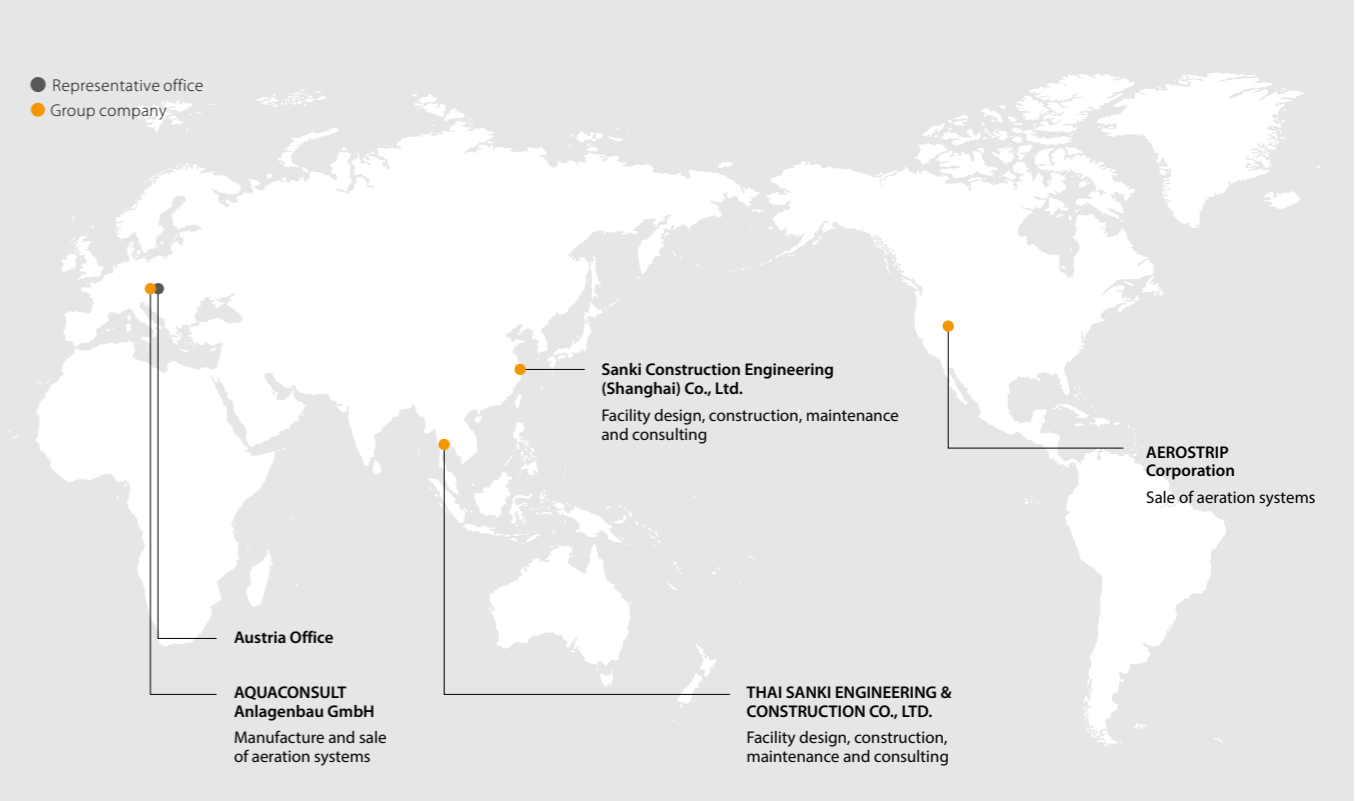 Representative office
Group company
Sanki Construction Engineering
(Shanghai) Co., Ltd.
Facility design, construction, maintenance
and consulting
AEROSTRIP
Corporation
Sale of aeration systems
Austria Office
AQUACONSULT
Anlagenbau GmbH
Manufacture and sale
of aeration systems
THAI SANKI ENGINEERING &
CONSTRUCTION CO., LTD.
Facility design, construction,
maintenance and consulting